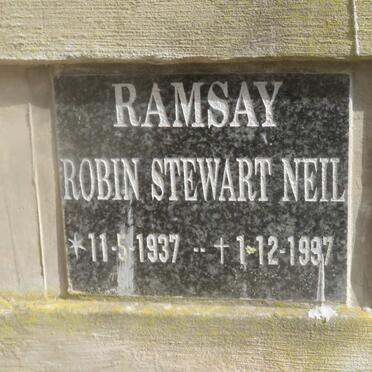 RAMSAY
ROBIN STEWART NEIL
*11-5-1937 -- †1-12-1997